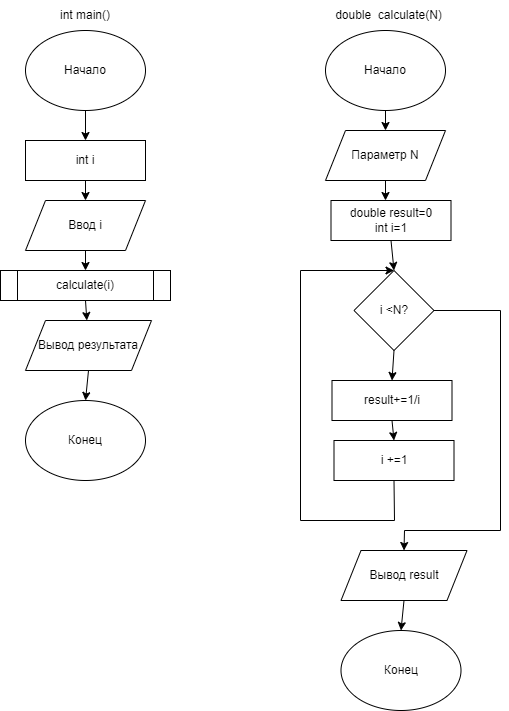 int main()
Начало
int i
Ввод i
calculate(i)
Вывод результата
Конец
double calculate(N)
Начало
Параметр N
double result=0
int i=1
i <N?
result+=1/i
i +=1
Вывод result
Конец